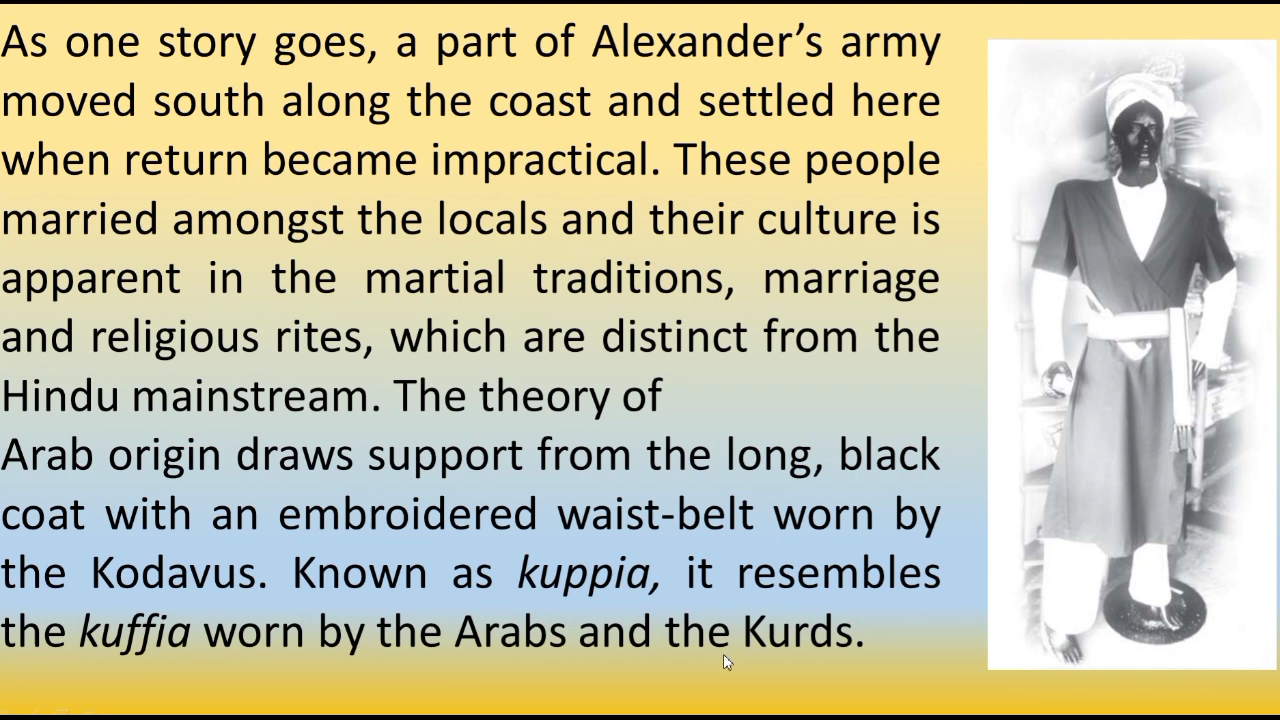 As one story goes, a part of Alexander’s army
moved south along the coast and settled here
when return became impractical. These people
married amongst the locals and their culture is
apparent in the martial traditions, marriage
and religious rites, which are distinct from the
Hindu mainstream. The theory of
Arab origin draws support from the long, black
coat with an embroidered waist-belt worn by
the Kodavus. Known as kuppia, it resembles
the kuffia worn by the Arabs and the Kurds.